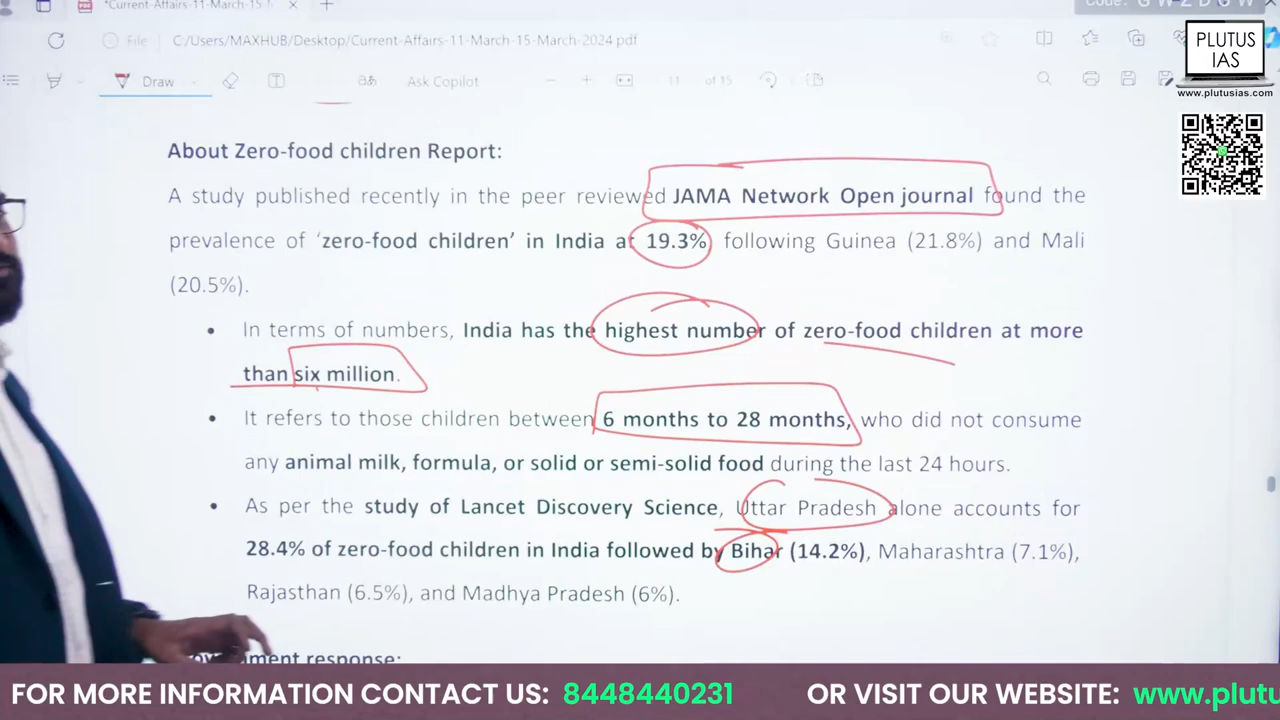 *Current-Affairs-11-March-15-M
Code:
File C:/Users/MAXHUB/Desktop/Current-Affairs-11-March-15-March-2024 pdf
PLUTUS
IAS
www.plutusias.com
Draw Ask Copilot 11 of 15
About Zero-food children Report:
A study published recently in the peer reviewed JAMA Network Open journal found the
prevalence of ‘zero-food children’ in India at 19.3% following Guinea (21.8%) and Mali
(20.5%).
• In terms of numbers, India has the highest number of zero-food children at more
than six million.
• It refers to those children between 6 months to 28 months, who did not consume
any animal milk, formula, or solid or semi-solid food during the last 24 hours.
• As per the study of Lancet Discovery Science, Uttar Pradesh alone accounts for
28.4% of zero-food children in India followed by Bihar (14.2%), Maharashtra (7.1%),
Rajasthan (6.5%), and Madhya Pradesh (6%).
response:
FOR MORE INFORMATION CONTACT US: 8448440231 OR VISIT OUR WEBSITE: www.plutu